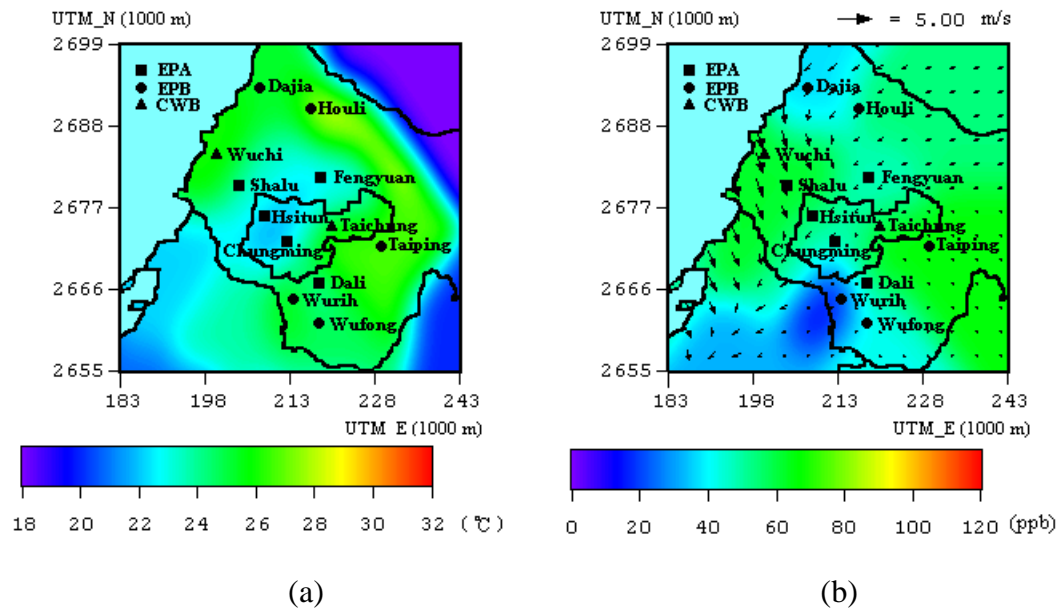 UTM_N (1000 m)
2699
2688
2677
2666
2655
EPA
EPB
CWB
Dajia
Houli
Wuchi
Shalu
Fengyuan
Hsitun
Taichung
Chungming
Taiping
Dali
Wurih
Wufong
183 198 213 228 243
UTM_E (1000 m)
18 20 22 24 26 28 30 32 (℃)
(a)
UTM_N (1000 m)
= 5.00 m/s
2699
2688
2677
2666
2655
EPA
EPB
CWB
Dajia
Houli
Wuchi
Shalu
Fengyuan
Hsitun
Taichung
Chungming
Taiping
Dali
Wurih
Wufong
183 198 213 228 243
UTM_E (1000 m)
0 20 40 60 80 100 120 (ppb)
(b)